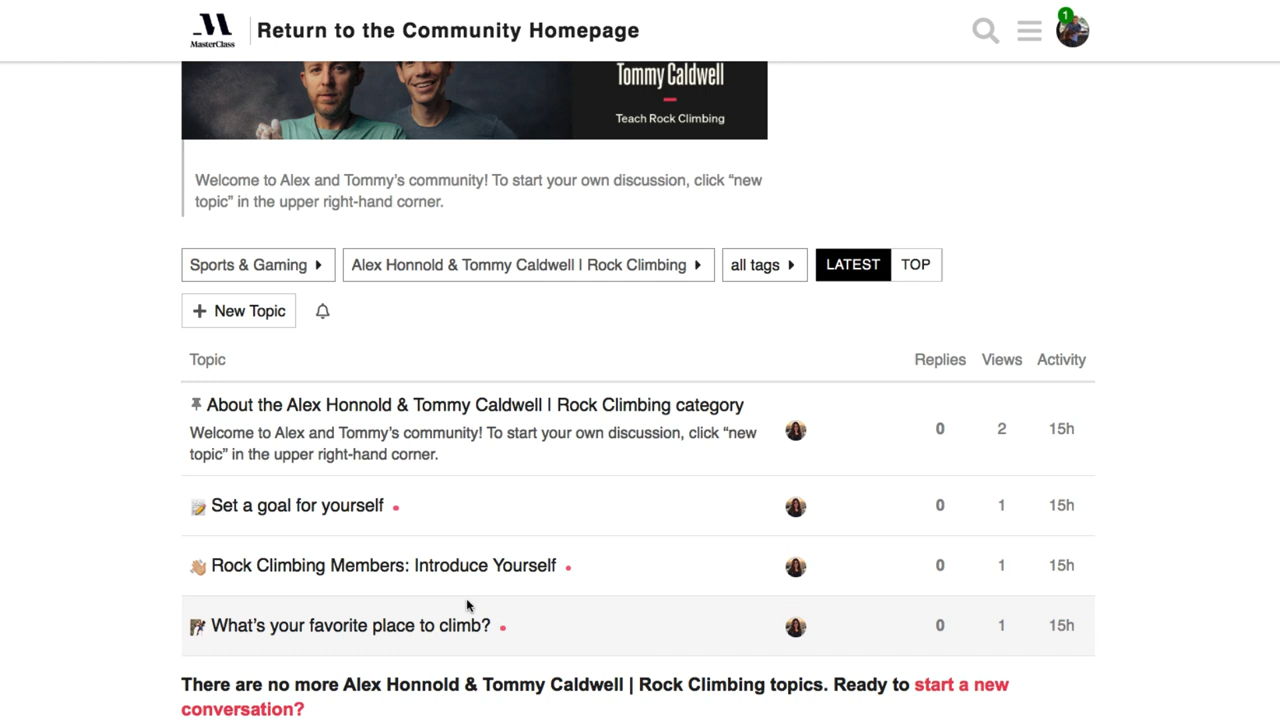 MasterClass
Return to the Community Homepage
1
Tommy Caldwell
Teach Rock Climbing
Welcome to Alex and Tommy's community! To start your own discussion, click “new
topic” in the upper right-hand corner.
Sports & Gaming
Alex Honnold & Tommy Caldwell | Rock Climbing
all tags
LATEST
TOP
+ New Topic
Topic Replies Views Activity
About the Alex Honnold & Tommy Caldwell | Rock Climbing category
Welcome to Alex and Tommy's community! To start your own discussion, click “new
topic” in the upper right-hand corner.
0 2 15h
Set a goal for yourself 0 1 15h
Rock Climbing Members: Introduce Yourself 0 1 15h
What's your favorite place to climb? 0 1 15h
There are no more Alex Honnold & Tommy Caldwell | Rock Climbing topics. Ready to start a new
conversation?